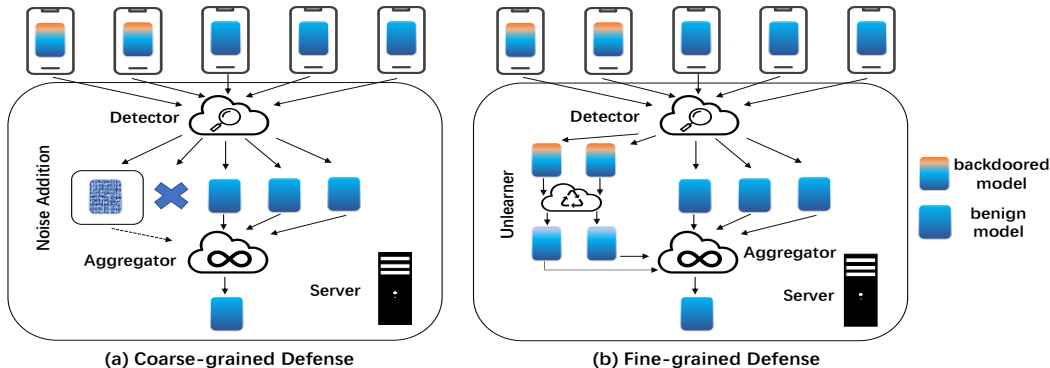 Detector
Noise Addition
Aggregator
Server
(a) Coarse-grained Defense
Detector
Unlearner
Aggregator
Server
(b) Fine-grained Defense
backdoored
model
benign
model